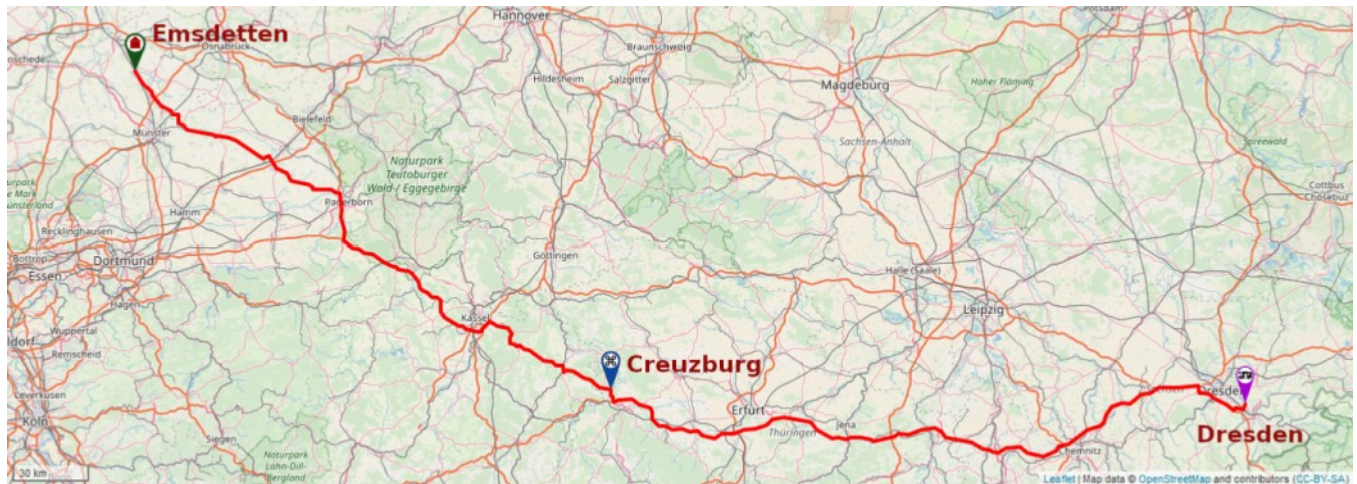 Emsdetten
Osnabrück
nschede
Hannover
Braunschweig
Potsdam
Hildesheim
Salzgitter
Magdeburg
Hoher Fläming
Bielefeld
Münster
Sachsen-Anhalt
Spreewald
Naturpark
Teutoburger
Wald-/ Eggegebirge
Cottbus
Chóśebuz
Paderborn
Hamm
Recklinghausen
Bottrop
Dortmund
Essen
Göttingen
Halle (Saale)
Hagen
Leipzig
Kassel
Wuppertal
ldorf
Remscheid
Creuzburg
Leverkusen
Dresden
Erfurt
Köln
Jena
Thüringen
Siegen
Dresden
Chemnitz
Naturpark
Lahn-Dill-
Bergland
30 km
Leaflet | Map data © OpenStreetMap and contributors (CC-BY-SA)